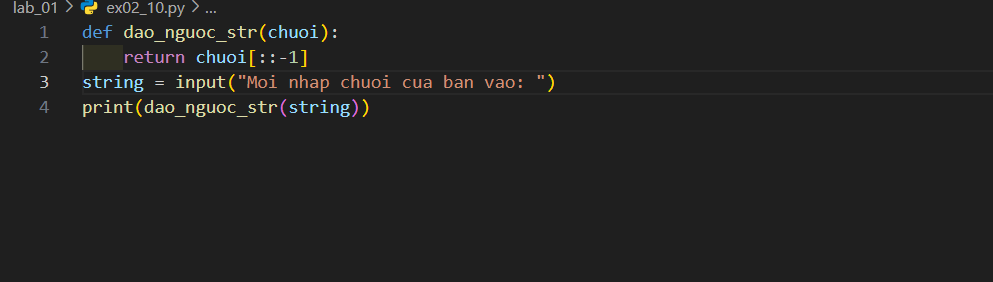 lab_01 > ex02_10.py > ...
1 def dao_nguoc_str(chuoi):
2     return chuoi[::-1]
3 string = input("Moi nhap chuoi cua ban vao: ")
4 print(dao_nguoc_str(string))